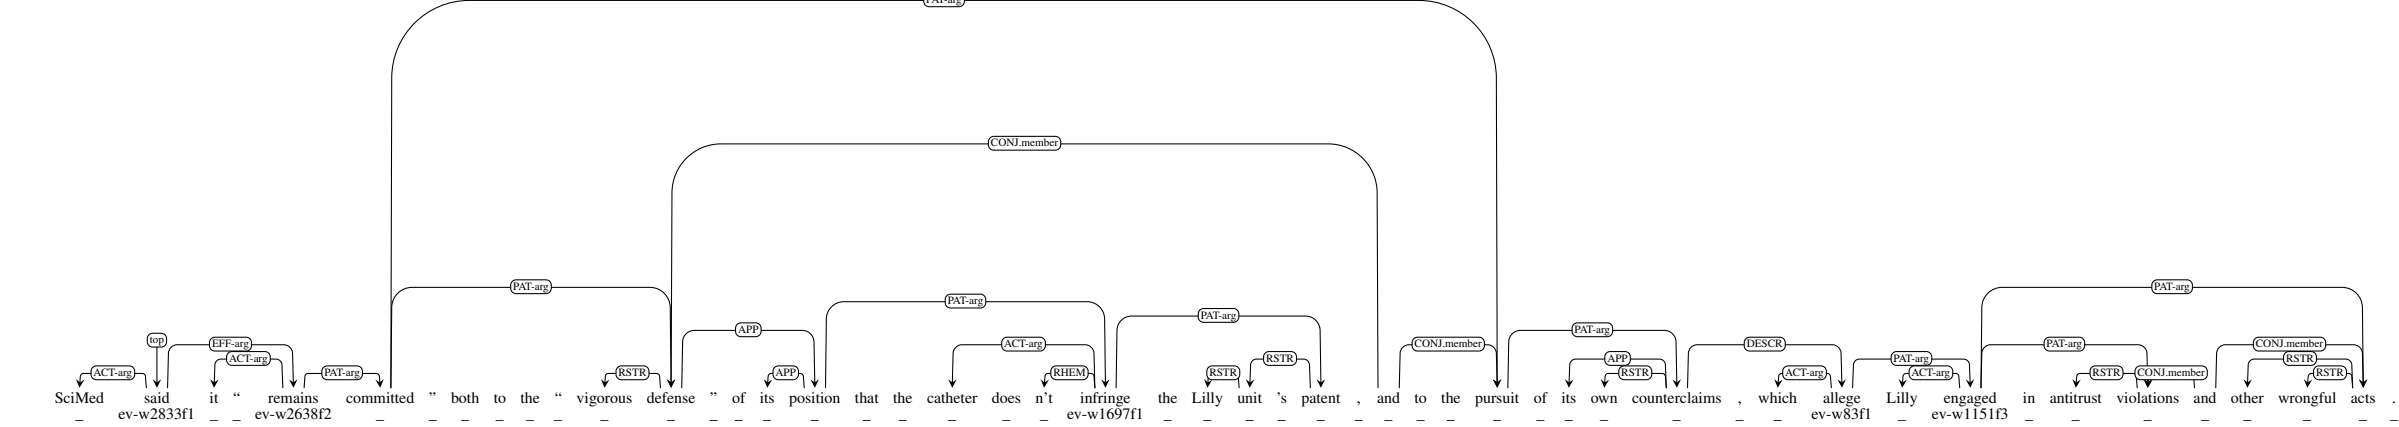 PAT-arg
CONJ.member
PAT-arg PAT-arg
PAT-arg
PAT-arg
APP PAT-arg
top EFF-arg ACT-arg CONJ.member DESCR PAT-arg CONJ.member
ACT-arg RSTR APP PAT-arg RSTR
ACT-arg PAT-arg RSTR APP RHEM RSTR RSTR ACT-arg ACT-arg RSTR CONJ.member RSTR
SciMed said it “ remains committed ” both to the “ vigorous defense ” of its position that the catheter does n't infringe the Lilly unit 's patent , and to the pursuit of its own counterclaims , which allege Lilly engaged in antitrust violations and other wrongful acts .
ev-w2833f1 ev-w2638f2 ev-w1697f1 ev-w83f1 ev-w1151f3